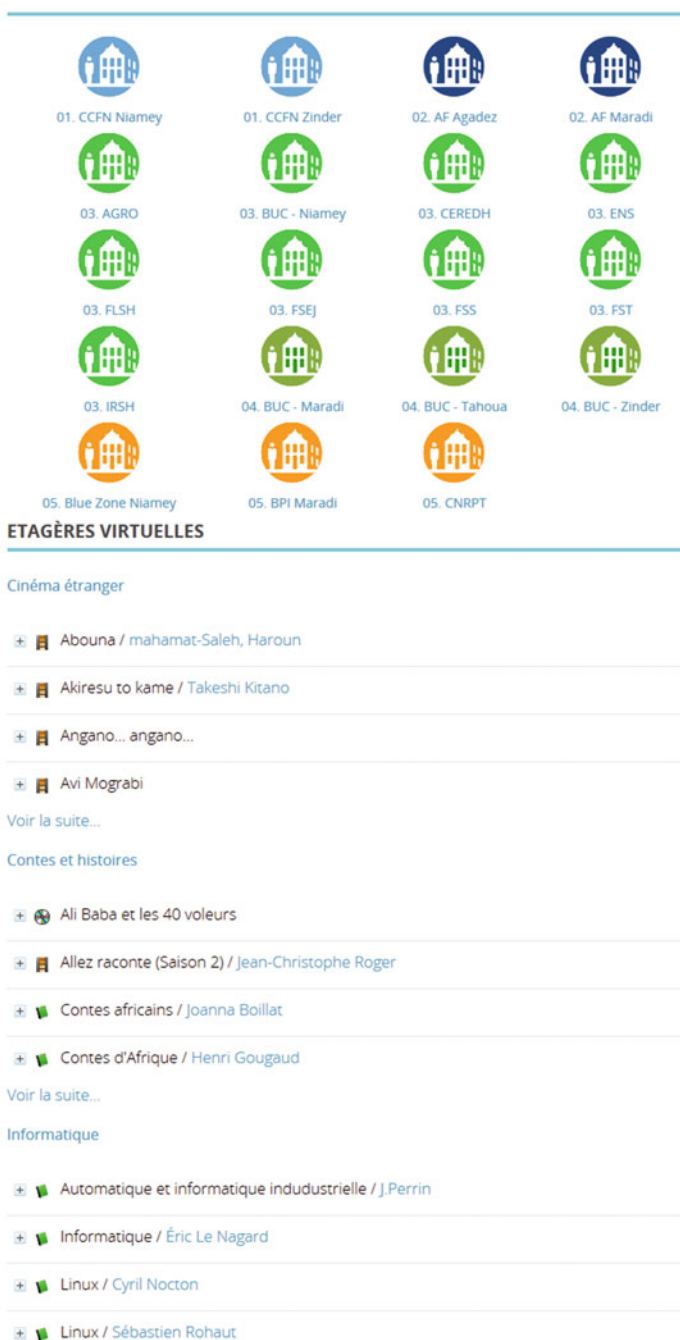 01. CCFN Niamey 01. CCFN Zinder 02. AF Agadez 02. AF Maradi
03. AGRO 03. BUC - Niamey 03. CEREDH 03. ENS
03. FLSH 03. FSEJ 03. FSS 03. FST
03. IRSH 04. BUC - Maradi 04. BUC - Tahoua 04. BUC - Zinder
05. Blue Zone Niamey 05. BPI Maradi 05. CNRPT
ETAGÈRES VIRTUELLES
Cinéma étranger
Abouna / mahamat-Saleh, Haroun
Akiresu to kame / Takeshi Kitano
Angano... angano...
Avi Mograbi
Voir la suite...
Contes et histoires
Ali Baba et les 40 voleurs
Allez raconte (Saison 2) / Jean-Christophe Roger
Contes africains / Joanna Boillat
Contes d'Afrique / Henri Gougaud
Voir la suite...
Informatique
Automatique et informatique indudustrielle / J.Perrin
Informatique / Éric Le Nagard
Linux / Cyril Nocton
Linux / Sébastien Rohaut